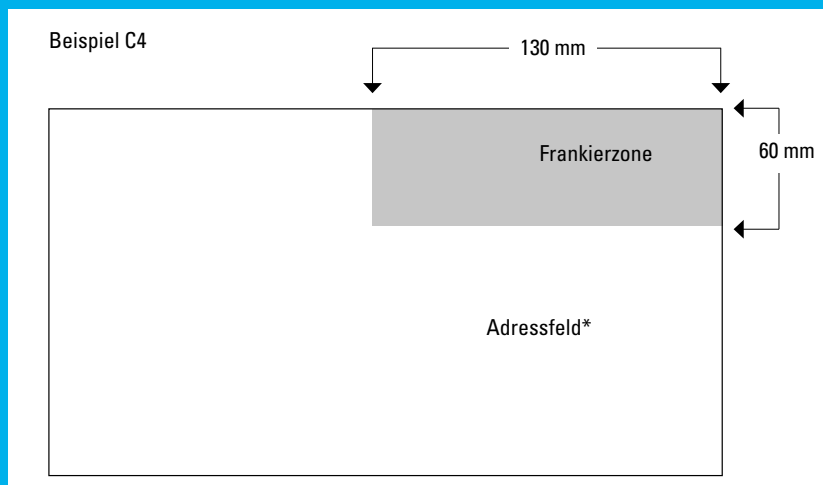 Beispiel C4
130 mm
Frankierzone
60 mm
Adressfeld*